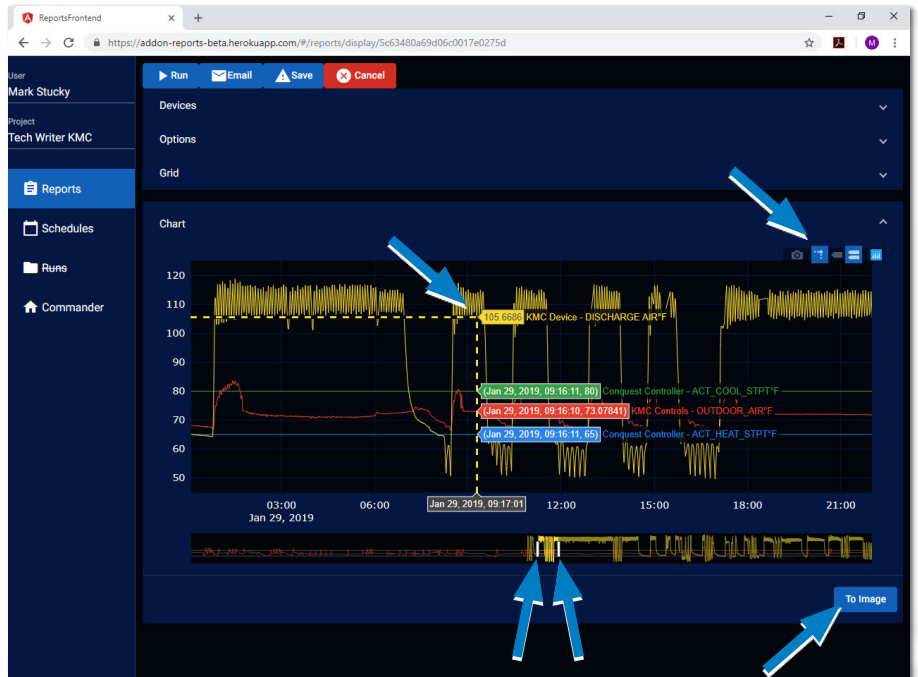 ReportsFrontend
https://addon-reports-beta.herokuapp.com/#/reports/display/5c63480a69d06c0017e0275d
M
User
Mark Stucky
Project
Tech Writer KMC
Reports
Schedules
Runs
Commander
Run Email Save Cancel
Devices
Options
Grid
Chart
120
110
100
90
80
70
60
50
105.6686 KMC Device - DISCHARGE AIR°F
(Jan 29, 2019, 09:16:11, 80) Conquest Controller - ACT_COOL_STPT°F
(Jan 29, 2019, 09:16:10, 73.07841) KMC Controls - OUTDOOR_AIR°F
(Jan 29, 2019, 09:16:11, 65) Conquest Controller - ACT_HEAT_STPT°F
03:00 06:00 Jan 29, 2019, 09:17:01 12:00 15:00 18:00 21:00
Jan 29, 2019
To Image